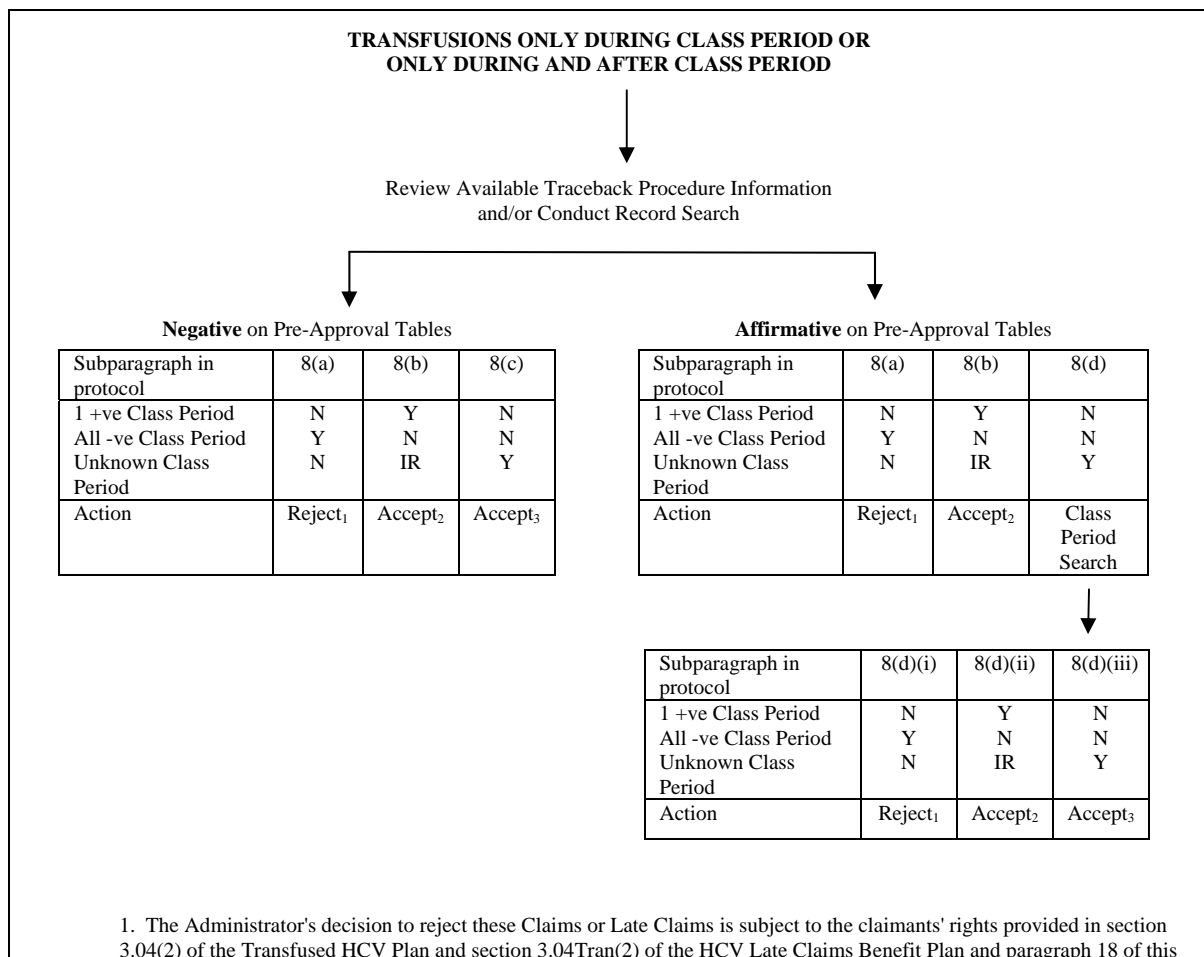 TRANSFUSIONS ONLY DURING CLASS PERIOD OR
ONLY DURING AND AFTER CLASS PERIOD
Review Available Traceback Procedure Information
and/or Conduct Record Search
Negative on Pre-Approval Tables
Subparagraph in protocol 8(a) 8(b) 8(c)
1 +ve Class Period N Y N
All -ve Class Period Y N N
Unknown Class Period N IR Y
Action Reject1 Accept2 Accept3
Affirmative on Pre-Approval Tables
Subparagraph in protocol 8(a) 8(b) 8(d)
1 +ve Class Period N Y N
All -ve Class Period Y N N
Unknown Class Period N IR Y
Action Reject1 Accept2 Class Period Search
Subparagraph in protocol 8(d)(i) 8(d)(ii) 8(d)(iii)
1 +ve Class Period N Y N
All -ve Class Period Y N N
Unknown Class Period N IR Y
Action Reject1 Accept2 Accept3
1. The Administrator's decision to reject these Claims or Late Claims is subject to the claimants' rights provided in section
3.04(2) of the Transfused HCV Plan and section 3.04Tran(2) of the HCV Late Claims Benefit Plan and paragraph 18 of this